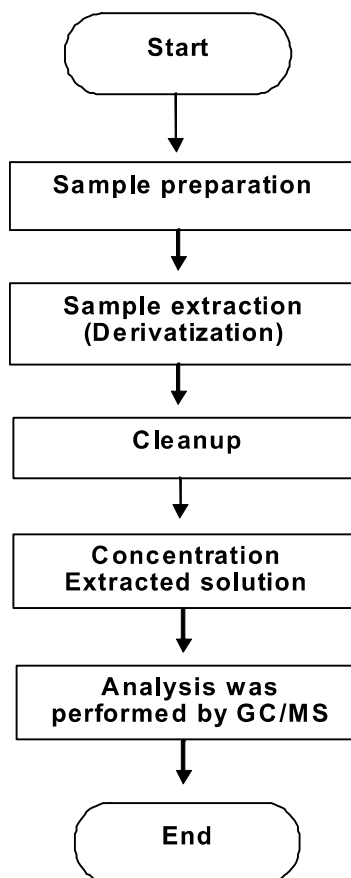 Start
Sample preparation
Sample extraction
(Derivatization)
Cleanup
Concentration
Extracted solution
Analysis was
performed by GC/MS
End